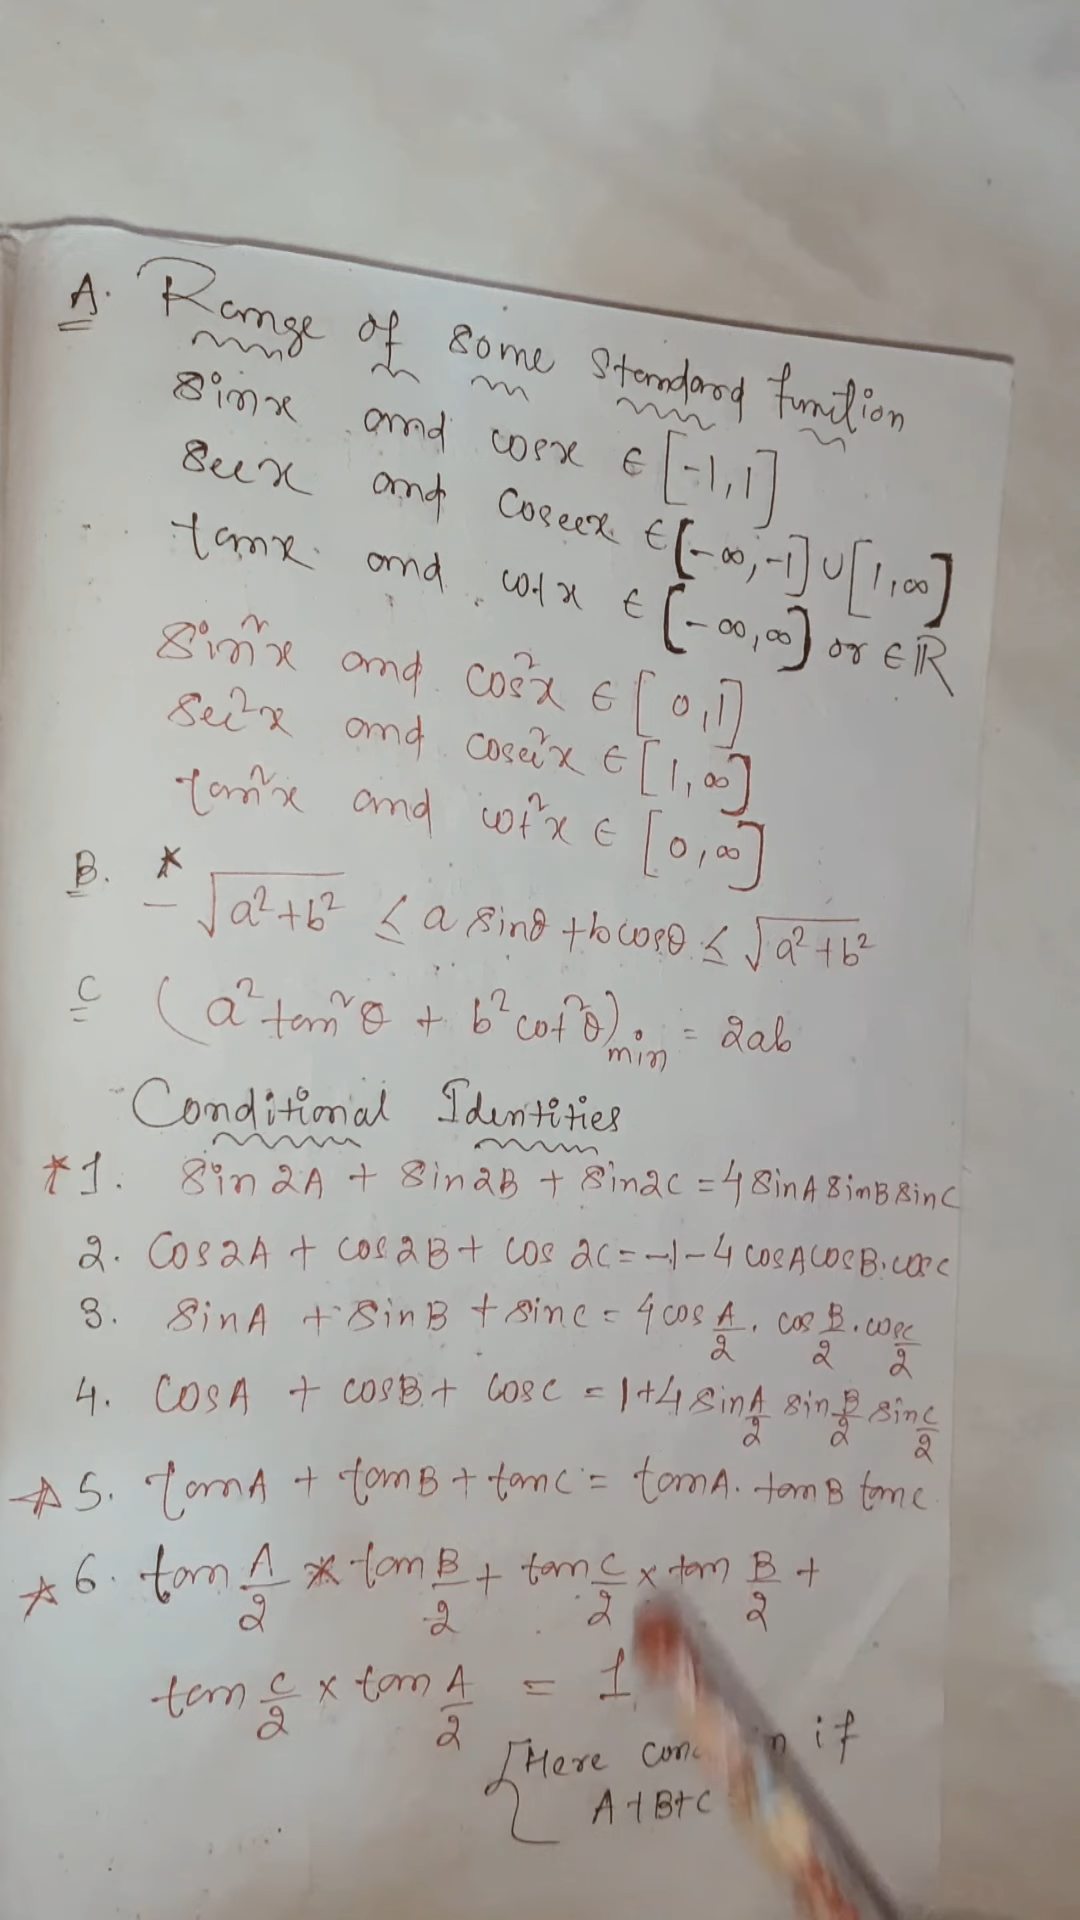 A. Range of some standard function
sinx and cosx ∈ [-1,1]
secx and cosecx ∈ [-∞,-1] ∪ [1,∞]
tanx and cotx ∈ [-∞,∞] or ∈ ℝ
sin²x and cos²x ∈ [0,1]
sec²x and cosec²x ∈ [1,∞]
tan²x and cot²x ∈ [0,∞]
B. * -√(a²+b²) ≤ a sinθ + b cosθ ≤ √(a²+b²)
C (a² tan²θ + b² cot²θ)min = 2ab
Conditional Identities
* 1. sin2A + sin2B + sin2C = 4 sinA sinB sinC
2. Cos2A + cos2B + cos 2C = -1 - 4 cosA cosB. cosC
3. sinA + sinB + sinC = 4 cos A/2 . cos B/2 . cos C/2
4. cosA + cosB + cosC = 1 + 4 sin A/2 sin B/2 sin C/2
* 5. tanA + tanB + tanC = tanA. tanB tanC
* 6. tan A/2 × tan B/2 + tan C/2 × tan B/2 +
tan C/2 × tan A/2 = 1
[Here if
A+B+C